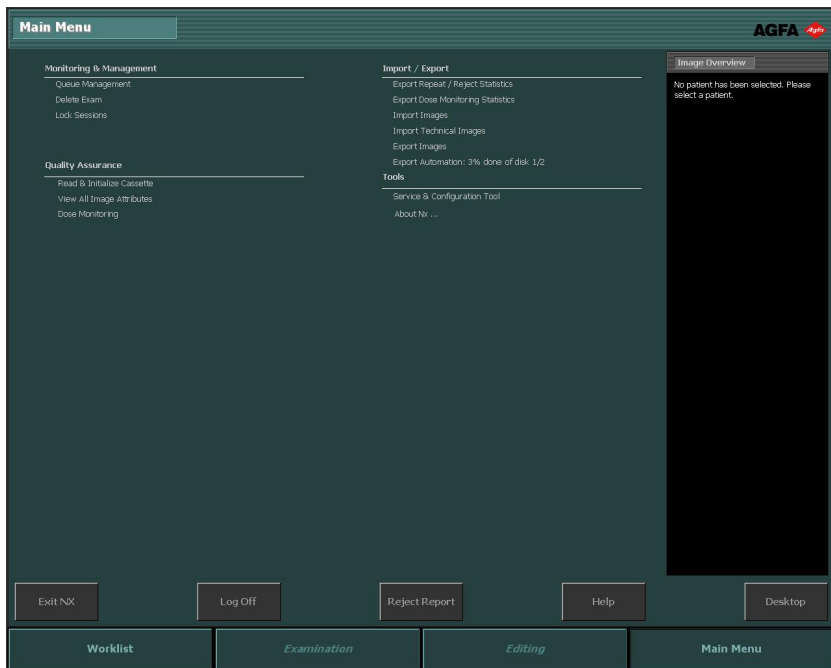 Main Menu
AGFA Agfa
Monitoring & Management
Queue Management
Delete Exam
Lock Sessions
Quality Assurance
Read & Initialize Cassette
View All Image Attributes
Dose Monitoring
Import / Export
Export Repeat / Reject Statistics
Export Dose Monitoring Statistics
Import Images
Import Technical Images
Export Images
Export Automation: 3% done of disk 1/2
Tools
Service & Configuration Tool
About Nx ...
Image Overview
No patient has been selected. Please
select a patient.
Exit NX
Log Off
Reject Report
Help
Desktop
Worklist
Examination
Editing
Main Menu